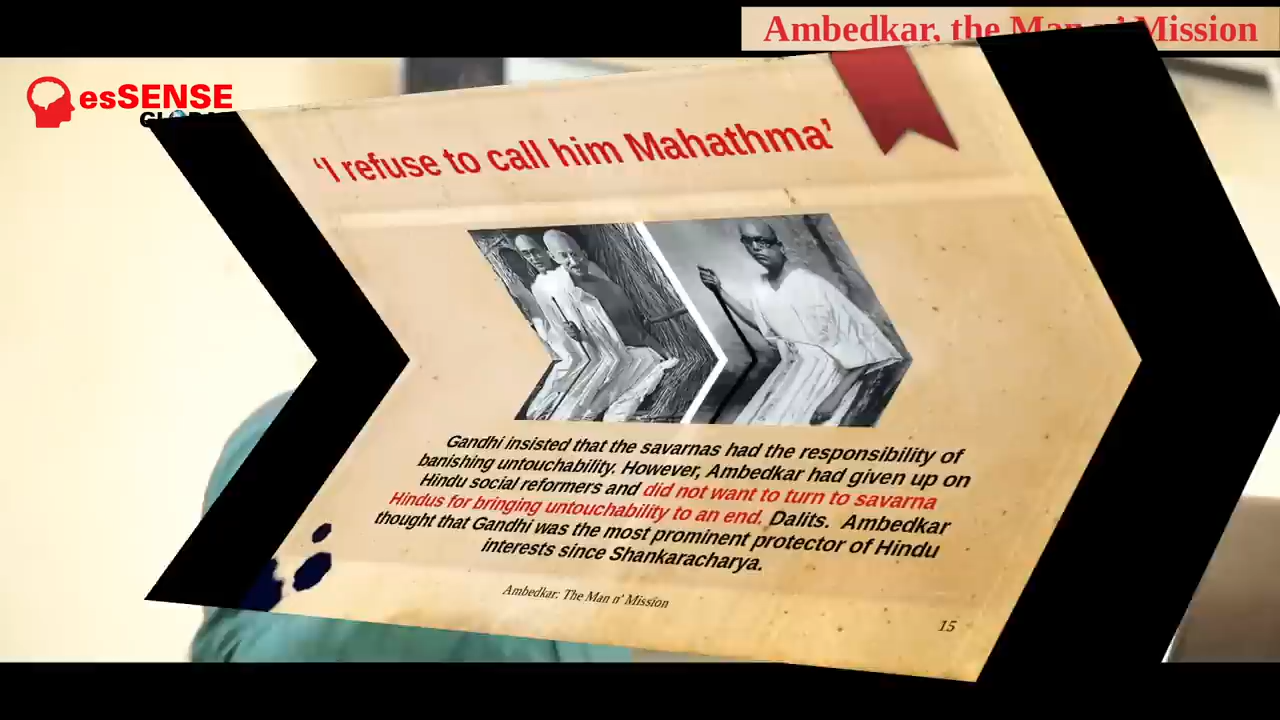 Ambedkar, the Man n' Mission
esSENSE
GLOBAL
‘I refuse to call him Mahathma’
Gandhi insisted that the savarnas had the responsibility of
banishing untouchability. However, Ambedkar had given up on
Hindu social reformers and did not want to turn to savarna
Hindus for bringing untouchability to an end. Dalits. Ambedkar
thought that Gandhi was the most prominent protector of Hindu
interests since Shankaracharya.
Ambedkar: The Man n' Mission
15